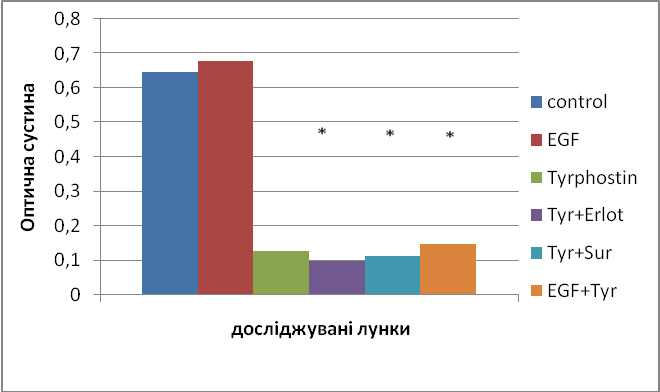 0,8
0,7
0,6
0,5
0,4
0,3
0,2
0,1
0
Оптична сустина
* * *
досліджувані лунки
control
EGF
Tyrphostin
Tyr+Erlot
Tyr+Sur
EGF+Tyr